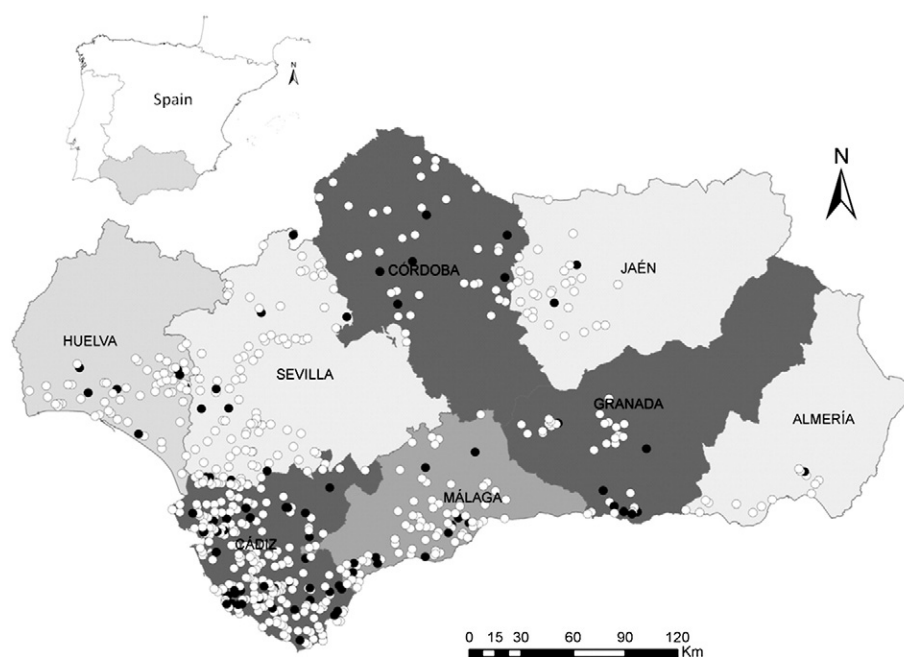 N
Spain
N
CÓRDOBA
JAÉN
HUELVA
SEVILLA
GRANADA
ALMERÍA
MÁLAGA
CÁDIZ
0 15 30 60 90 120
Km